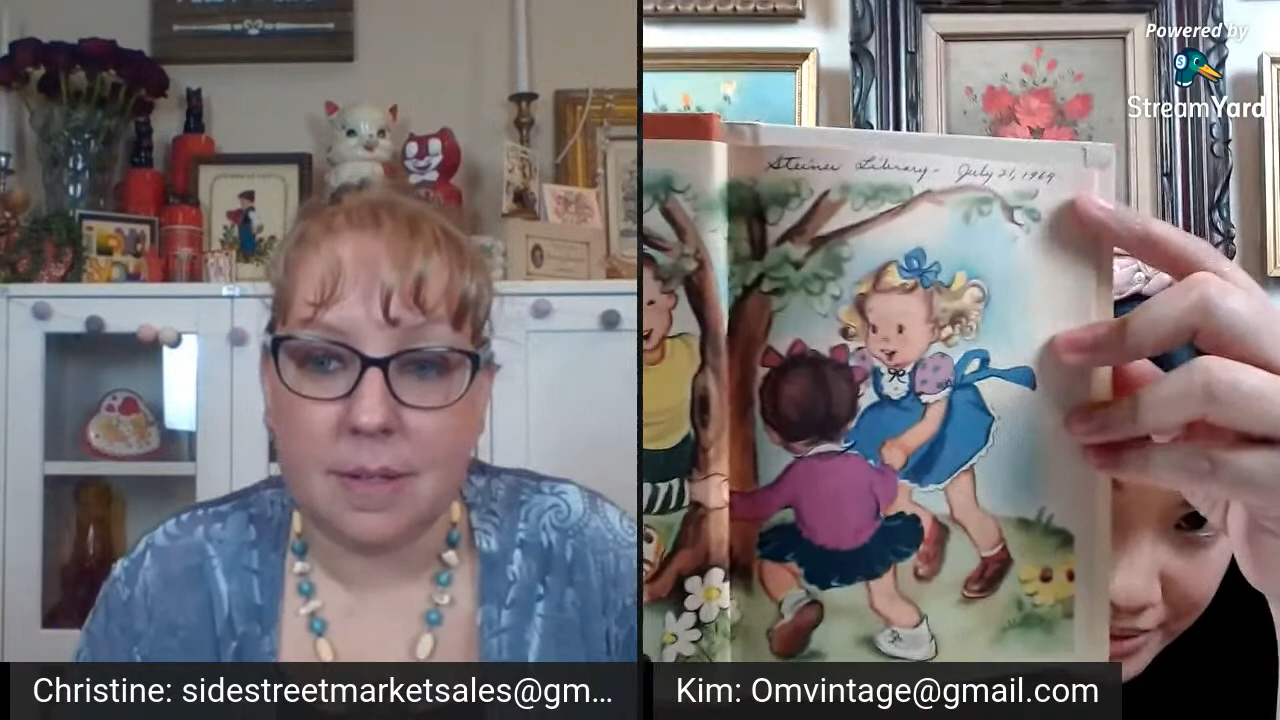 Powered by
StreamYard
Steiner Library - July 21, 1969
Christine: sidestreetmarketsales@gm...
Kim: Omvintage@gmail.com